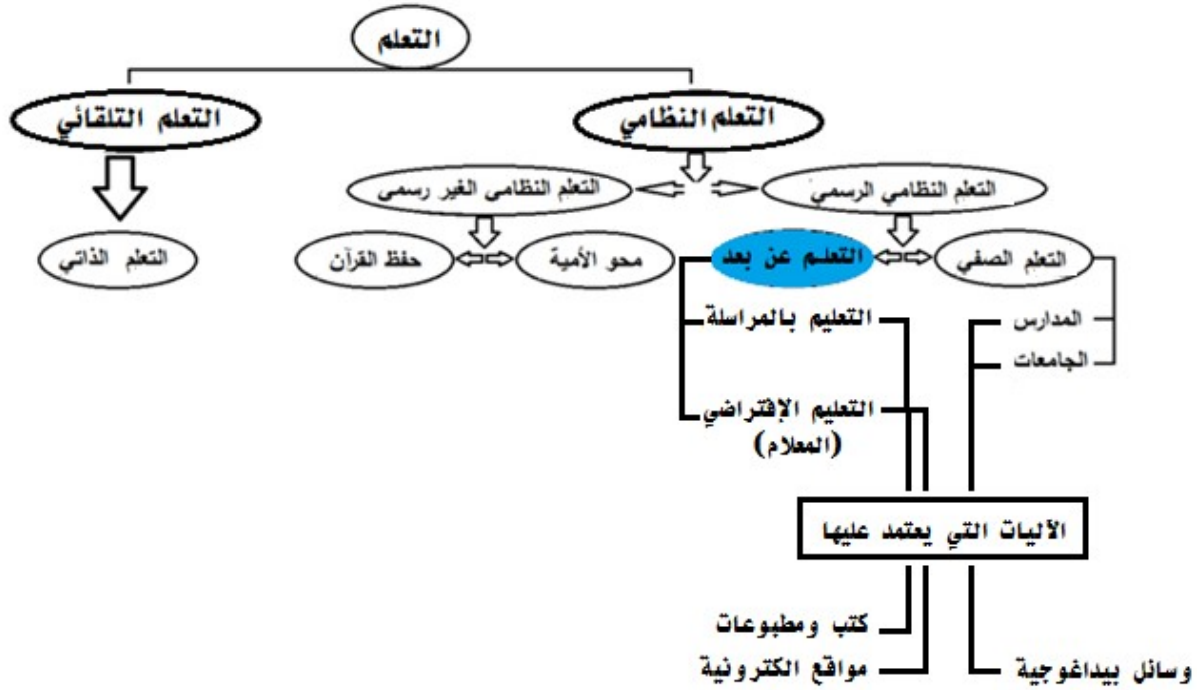 التعلم
التعلم النظامي
التعلم التلقائي
التعلم النظامي الرسمي
التعلم النظامي الغير رسمي
التعلم الصفي
التعلم عن بعد
محو الأمية
حفظ القرآن
التعلم الذاتي
المدارس
الجامعات
التعليم بالمراسلة
التعليم الإفتراضي
(المعلام)
الآليات التي يعتمد عليها
كتب ومطبوعات
وسائل بيداغوجية
مواقع الكترونية